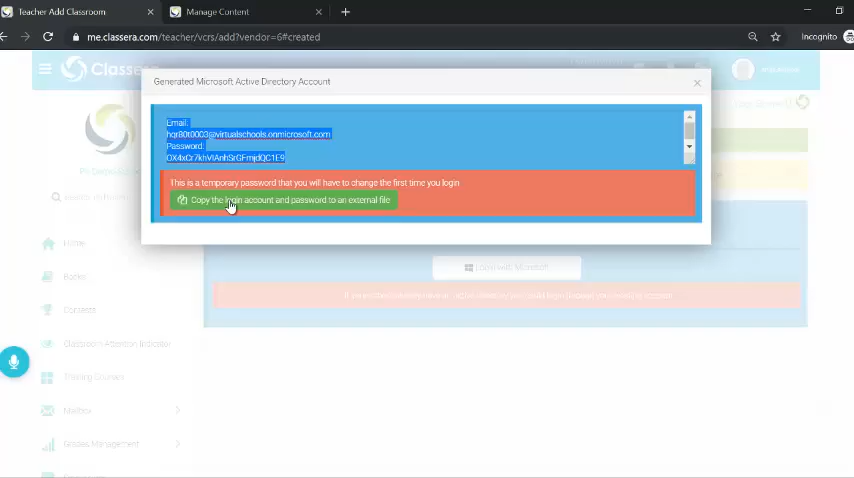 Teacher Add Classroom
Manage Content
me.classera.com/teacher/vcrs/add?vendor=6#created
Incognito
Classera
Generated Microsoft Active Directory Account
Email:
hqr80t0003@virtualschools.onmicrosoft.com
Password:
OX4xCr7khVIAnhSrGFmjdQC1E9
This is a temporary password that you will have to change the first time you login
Copy the login account and password to an external file
Login with Microsoft
Home
Books
Contests
Classroom Attention Indicator
Training Courses
Mailbox
Grades Management